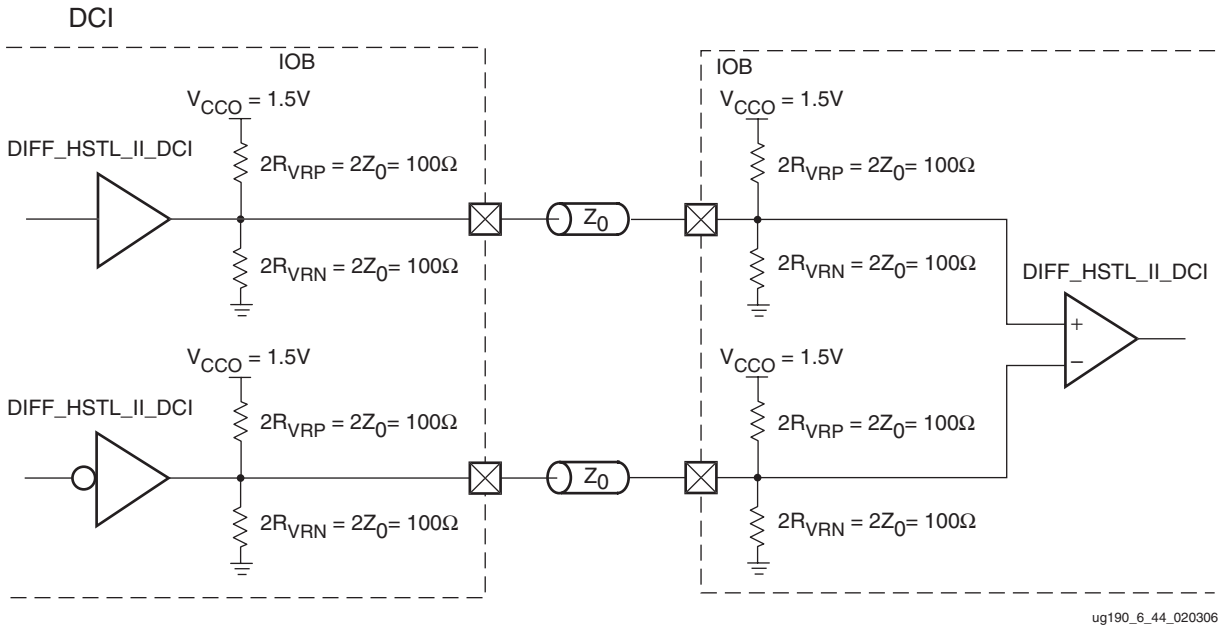 DCI
IOB
V_CCO = 1.5V
DIFF_HSTL_II_DCI
2R_VRP = 2Z_0= 100Ω
2R_VRN = 2Z_0= 100Ω
V_CCO = 1.5V
DIFF_HSTL_II_DCI
2R_VRP = 2Z_0= 100Ω
2R_VRN = 2Z_0= 100Ω
Z_0
Z_0
IOB
V_CCO = 1.5V
2R_VRP = 2Z_0= 100Ω
2R_VRN = 2Z_0= 100Ω
DIFF_HSTL_II_DCI
+
−
V_CCO = 1.5V
2R_VRP = 2Z_0= 100Ω
2R_VRN = 2Z_0= 100Ω
ug190_6_44_020306